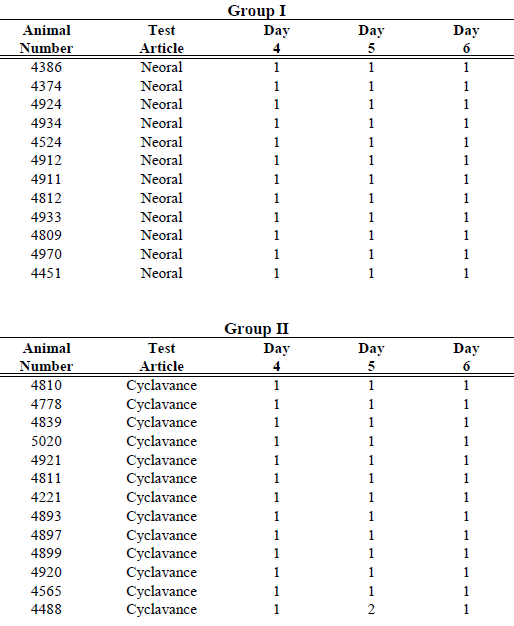 Group I
Animal Test Day Day Day
Number Article 4 5 6
4386 Neoral 1 1 1
4374 Neoral 1 1 1
4924 Neoral 1 1 1
4934 Neoral 1 1 1
4524 Neoral 1 1 1
4912 Neoral 1 1 1
4911 Neoral 1 1 1
4812 Neoral 1 1 1
4933 Neoral 1 1 1
4809 Neoral 1 1 1
4970 Neoral 1 1 1
4451 Neoral 1 1 1
Group II
Animal Test Day Day Day
Number Article 4 5 6
4810 Cyclavance 1 1 1
4778 Cyclavance 1 1 1
4839 Cyclavance 1 1 1
5020 Cyclavance 1 1 1
4921 Cyclavance 1 1 1
4811 Cyclavance 1 1 1
4221 Cyclavance 1 1 1
4893 Cyclavance 1 1 1
4897 Cyclavance 1 1 1
4899 Cyclavance 1 1 1
4920 Cyclavance 1 1 1
4565 Cyclavance 1 1 1
4488 Cyclavance 1 2 1